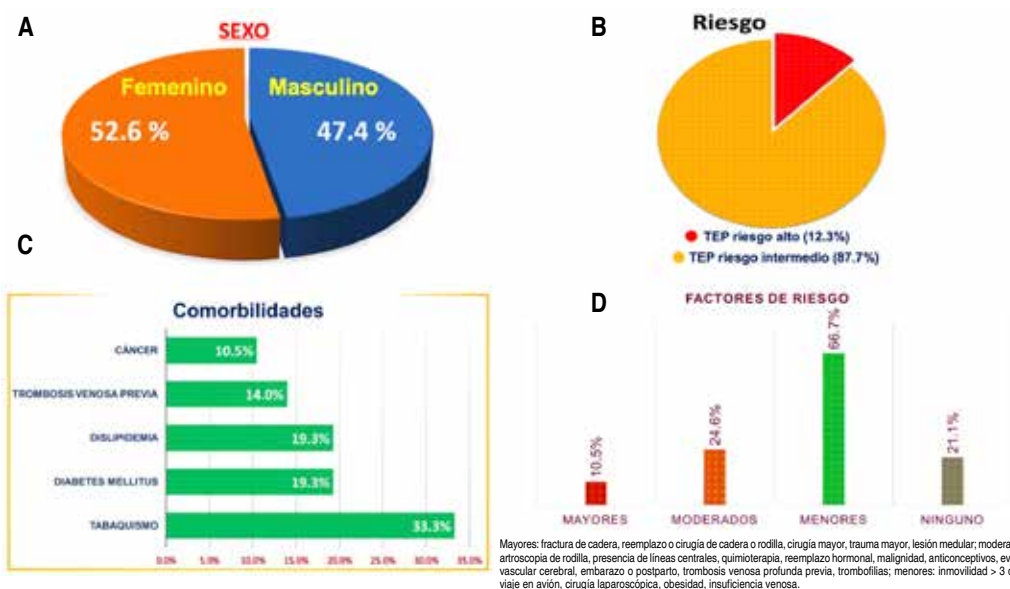 A
SEXO
Femenino
Masculino
52.6 %
47.4 %
B
Riesgo
TEP riesgo alto (12.3%)
TEP riesgo intermedio (87.7%)
C
Comorbilidades
CÁNCER
10.5%
TROMBOSIS VENOSA PREVIA
14.0%
DISLIPIDEMIA
19.3%
DIABETES MELLITUS
19.3%
TABAQUISMO
33.3%
0.0% 5.0% 10.0% 15.0% 20.0% 25.0% 30.0% 35.0%
D
FACTORES DE RIESGO
10.5%
24.6%
66.7%
21.1%
MAYORES MODERADOS MENORES NINGUNO
Mayores: fractura de cadera, reemplazo o cirugía de cadera o rodilla, cirugía mayor, trauma mayor, lesión medular; modera
artroscopia de rodilla, presencia de líneas centrales, quimioterapia, reemplazo hormonal, malignidad, anticonceptivos, ev
vascular cerebral, embarazo o postparto, trombosis venosa profunda previa, trombofilias; menores: inmovilidad > 3
viaje en avión, cirugía laparoscópica, obesidad, insuficiencia venosa.